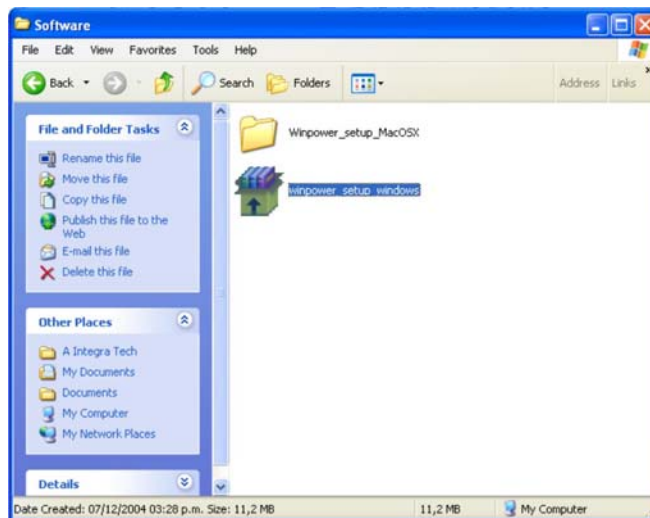 Software
File Edit View Favorites Tools Help
Back Search Folders Address Links »
File and Folder Tasks
Rename this file
Move this file
Copy this file
Publish this file to the
Web
E-mail this file
Delete this file
Other Places
A Integra Tech
My Documents
Documents
My Computer
My Network Places
Details
Winpower_setup_MacOSX
winpower_setup_windows
Date Created: 07/12/2004 03:28 p.m. Size: 11,2 MB 11,2 MB My Computer